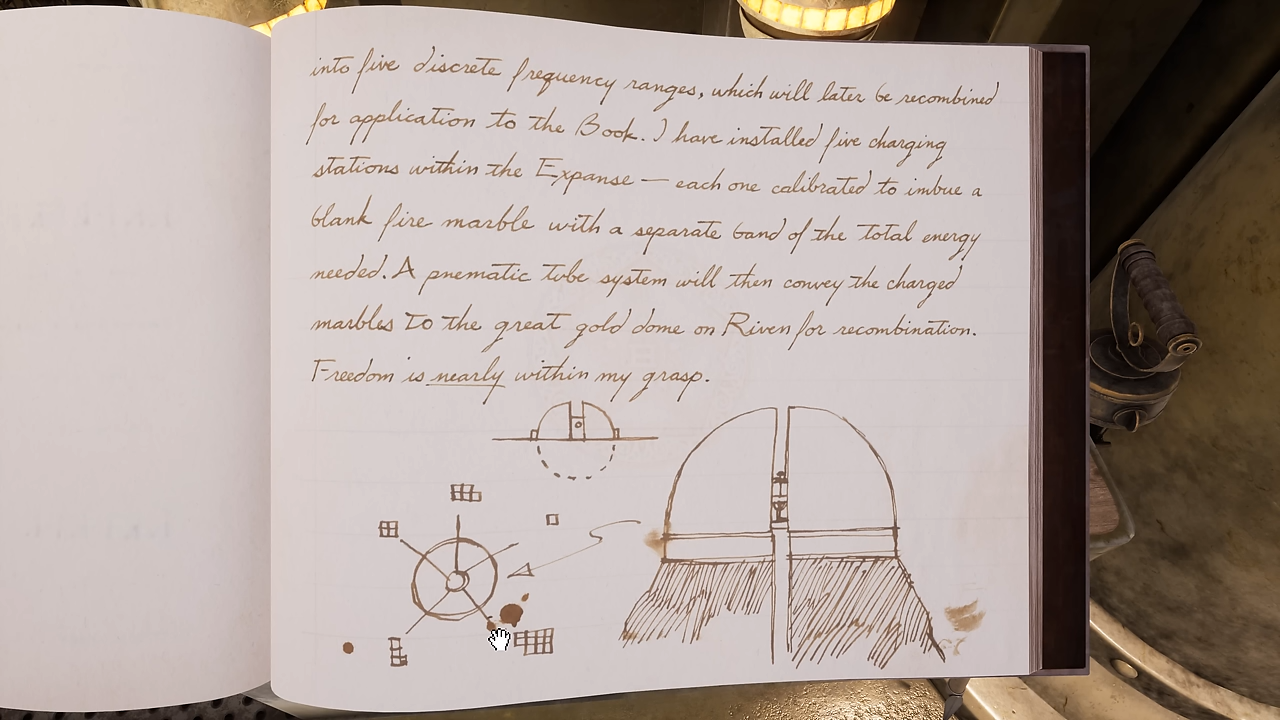 into five discrete frequency ranges, which will later be recombined
for application to the Book. I have installed five charging
stations within the Expanse — each one calibrated to imbue a
blank fire marble with a separate band of the total energy
needed. A pnematic tube system will then convey the charged
marbles to the great gold dome on Riven for recombination.
Freedom is nearly within my grasp.